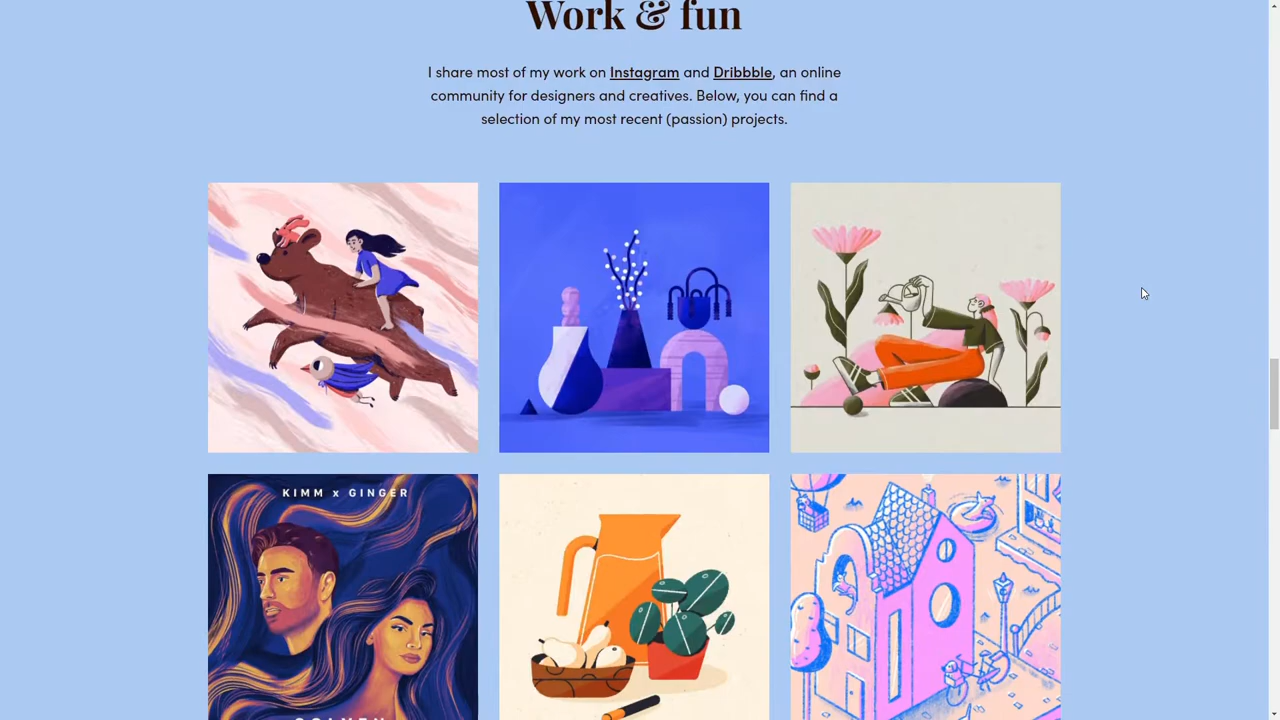 Work & fun
I share most of my work on Instagram and Dribbble, an online
community for designers and creatives. Below, you can find a
selection of my most recent (passion) projects.
KIMM x GINGER